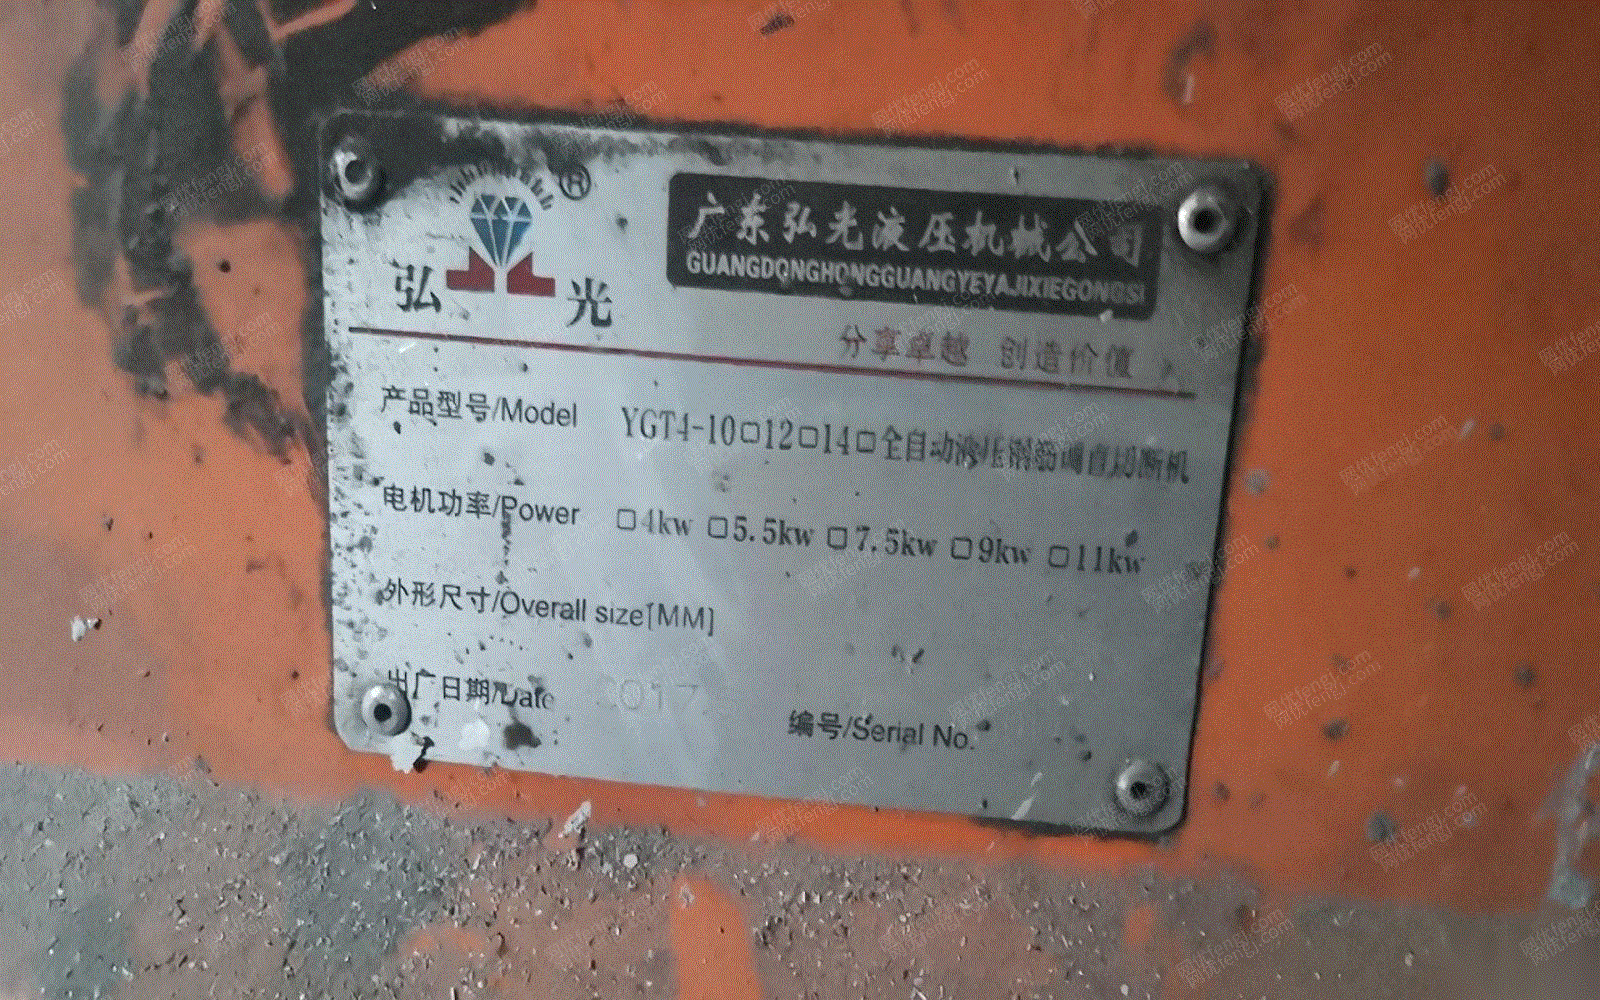 ®
弘 光
广东弘光液压机械公司
GUANGDONGHONGGUANGYEYAJIXIEGONGSI
分享卓越 创造价值
产品型号/Model YGT4-10□12□14□全自动液压钢筋调直切断机
电机功率/Power □4kw □5.5kw □7.5kw □9kw □11kw
外形尺寸/Overall size[MM]
出厂日期/Date 2017
编号/Serial No.